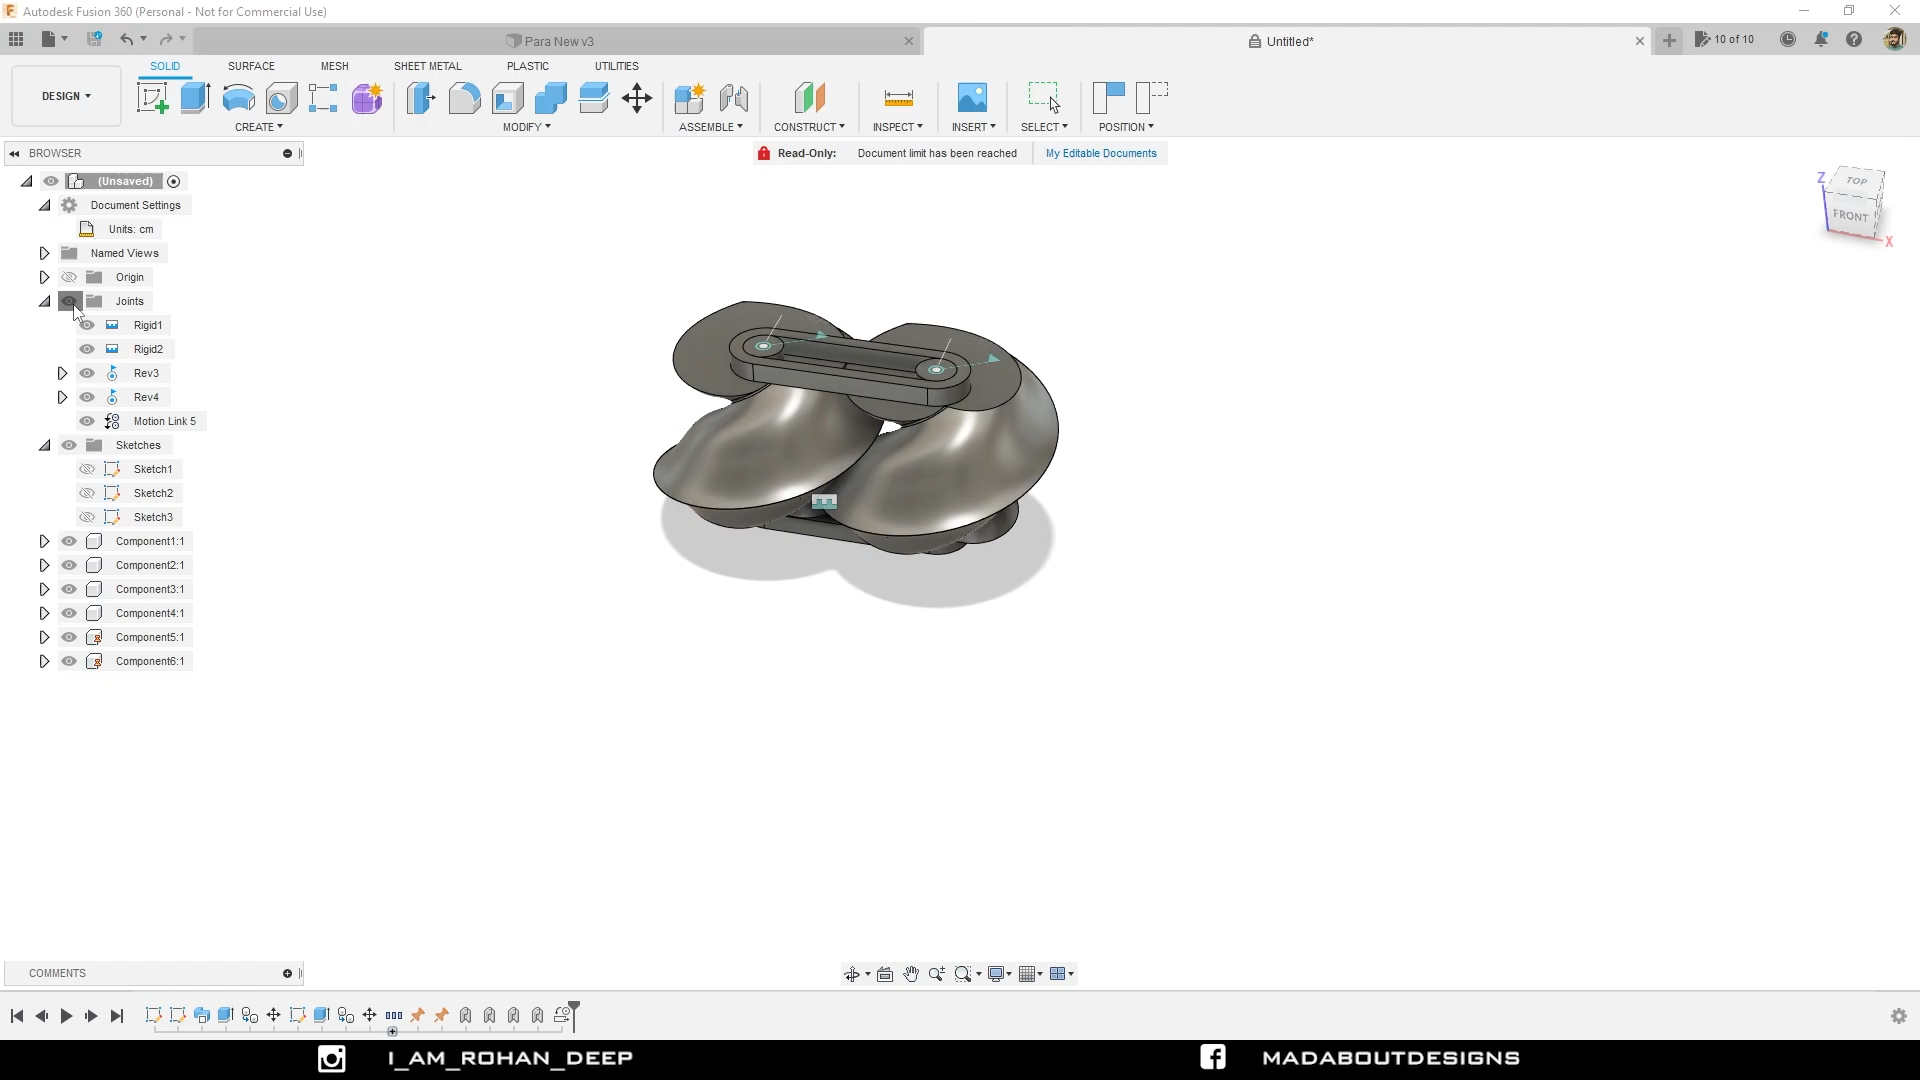 Autodesk Fusion 360 (Personal - Not for Commercial Use)
Para New v3
Untitled*
10 of 10
DESIGN
SOLID
SURFACE
MESH
SHEET METAL
PLASTIC
UTILITIES
CREATE
MODIFY
ASSEMBLE
CONSTRUCT
INSPECT
INSERT
SELECT
POSITION
BROWSER
Read-Only:
Document limit has been reached
My Editable Documents
(Unsaved)
Document Settings
Units: cm
Named Views
Origin
Joints
Rigid1
Rigid2
Rev3
Rev4
Motion Link 5
Sketches
Sketch1
Sketch2
Sketch3
Component1:1
Component2:1
Component3:1
Component4:1
Component5:1
Component6:1
Z
TOP
FRONT
X
COMMENTS
I_AM_ROHAN_DEEP
MADABOUTDESIGNS